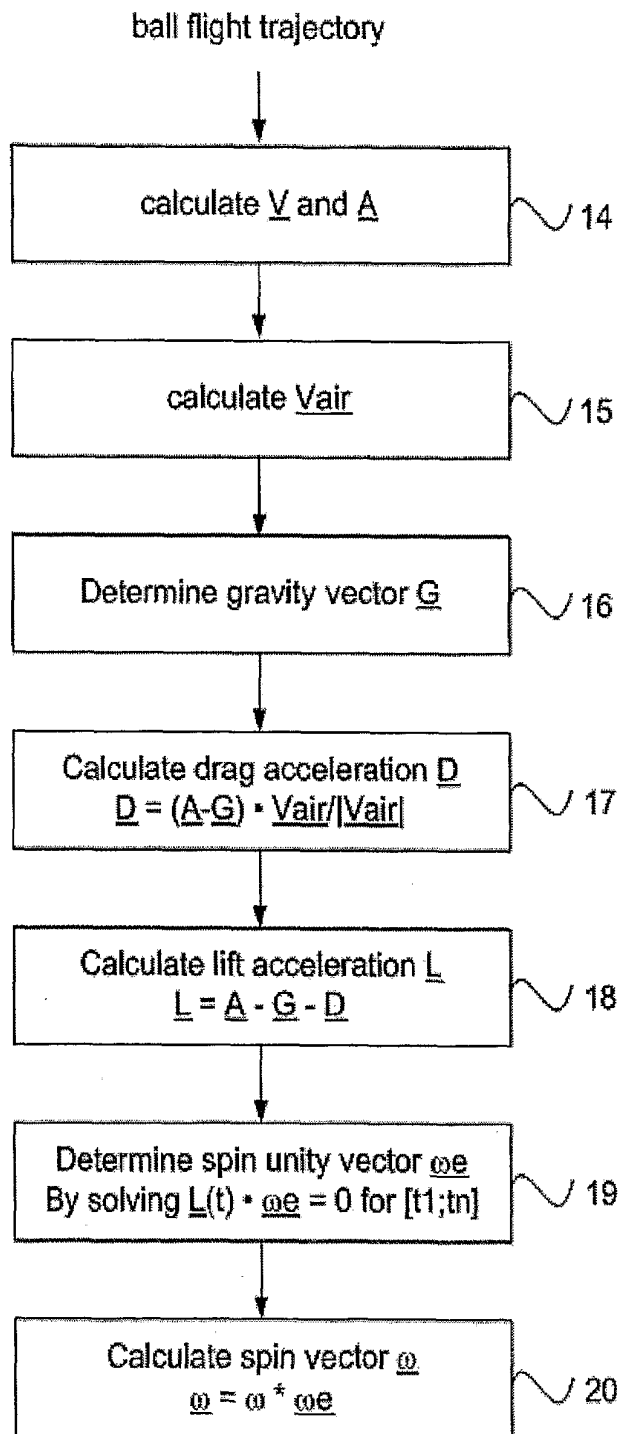 ball flight trajectory
calculate V and A
14
calculate Vair
15
Determine gravity vector G
16
Calculate drag acceleration D
D = (A-G) • Vair/|Vair|
17
Calculate lift acceleration L
L = A - G - D
18
Determine spin unity vector ωe
By solving L(t) • ωe = 0 for [t1;tn]
19
Calculate spin vector ω
ω = ω * ωe
20